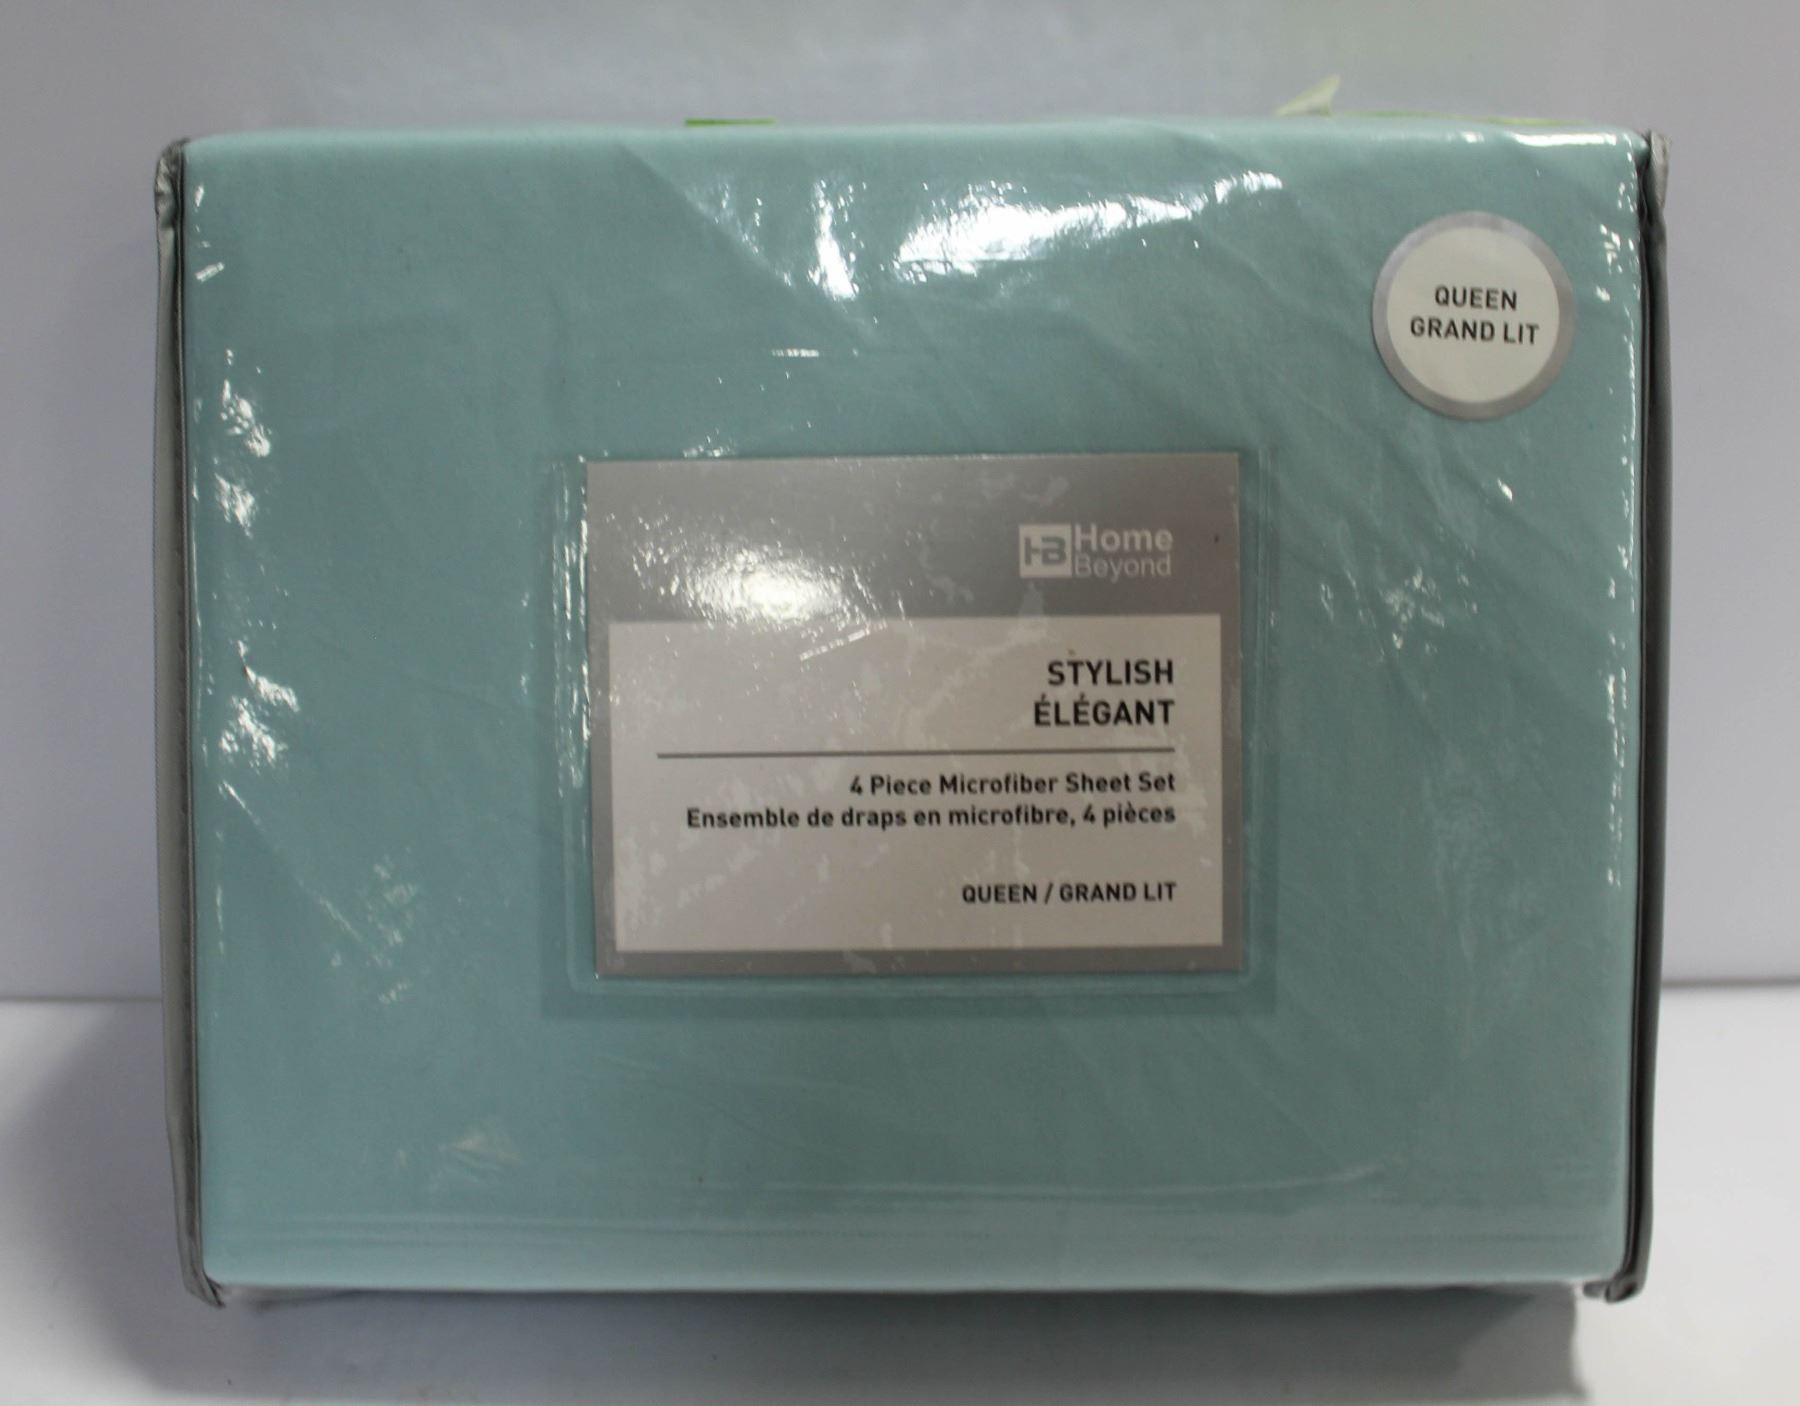 QUEEN
GRAND LIT
HB Home
Beyond
STYLISH
ÉLÉGANT
4 Piece Microfiber Sheet Set
Ensemble de draps en microfibre, 4 pièces
QUEEN / GRAND LIT